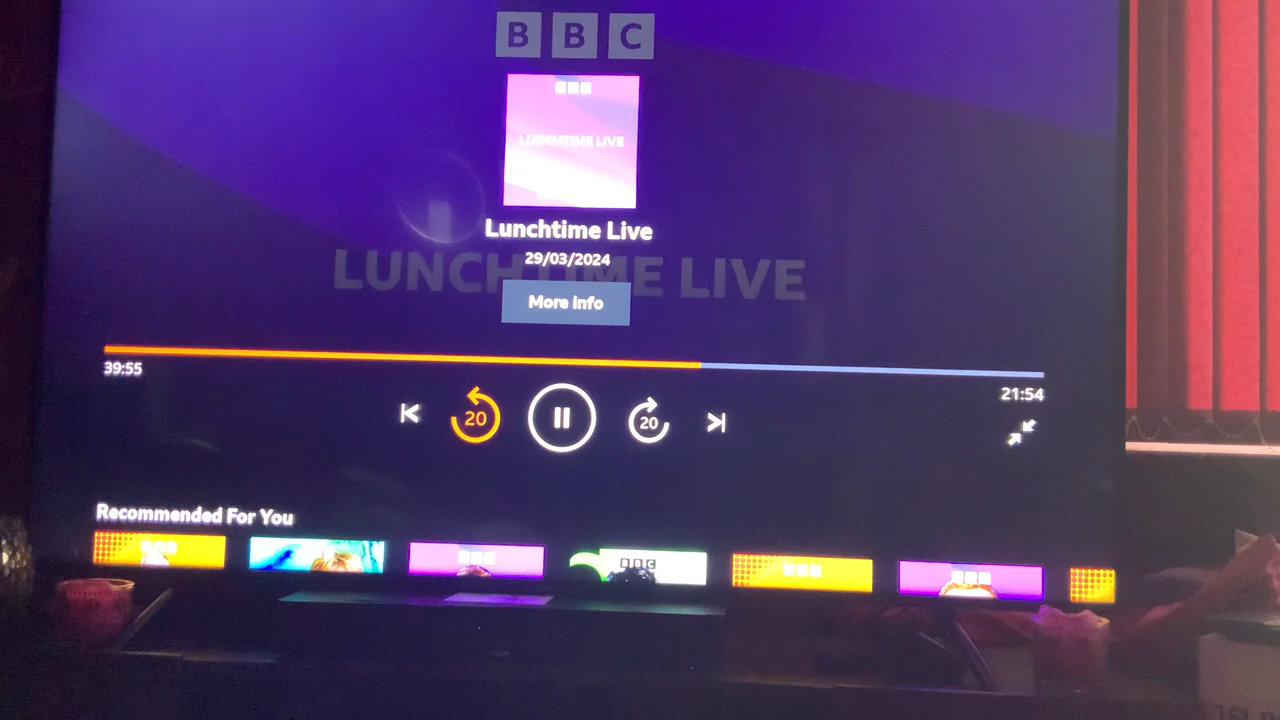 BBC
LUNCHTIME LIVE
Lunchtime Live
29/03/2024
LUNCHTIME LIVE
More info
39:55
21:54
20
20
Recommended For You
BBC